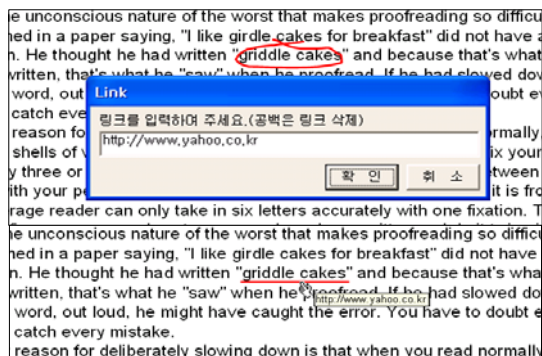 e unconscious nature of the worst that makes proofreading so difficu
ned in a paper saying, "I like girdle cakes for breakfast" did not have a
n. He thought he had written "griddle cakes" and because that's what
written, that's what he "saw" when he proofread. If he had slowed dov
word, out oubt ev
Link
catch eve
링크를 입력하여 주세요.(공백은 링크 삭제)
reason fo rmally,
http://www.yahoo.co.kr
shells of ix your
y three or tween
확 인 취 소
ith your pe it is fro
rage reader can only take in six letters accurately with one fixation. T
e unconscious nature of the worst that makes proofreading so difficu
ned in a paper saying, "I like girdle cakes for breakfast" did not have
n. He thought he had written "griddle cakes" and because that's wha
written, that's what he "saw" when he proofread. If he had slowed do
http://www.yahoo.co.kr
word, out loud, he might have caught the error. You have to doubt e
catch every mistake.
reason for deliberately slowing down is that when you read normally